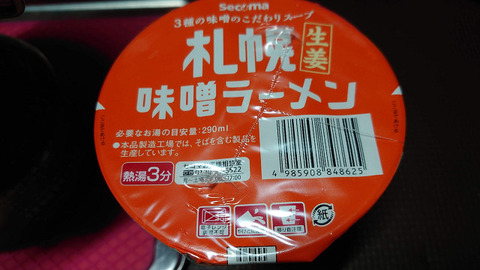 Secoma
3種の味噌のこだわりスープ
札幌
生姜
味噌ラーメン
必要なお湯の目安量:290ml
●本品製造工場では、そばを含む製品を
生産しています。
熱湯3分
4 985908 848625
紙